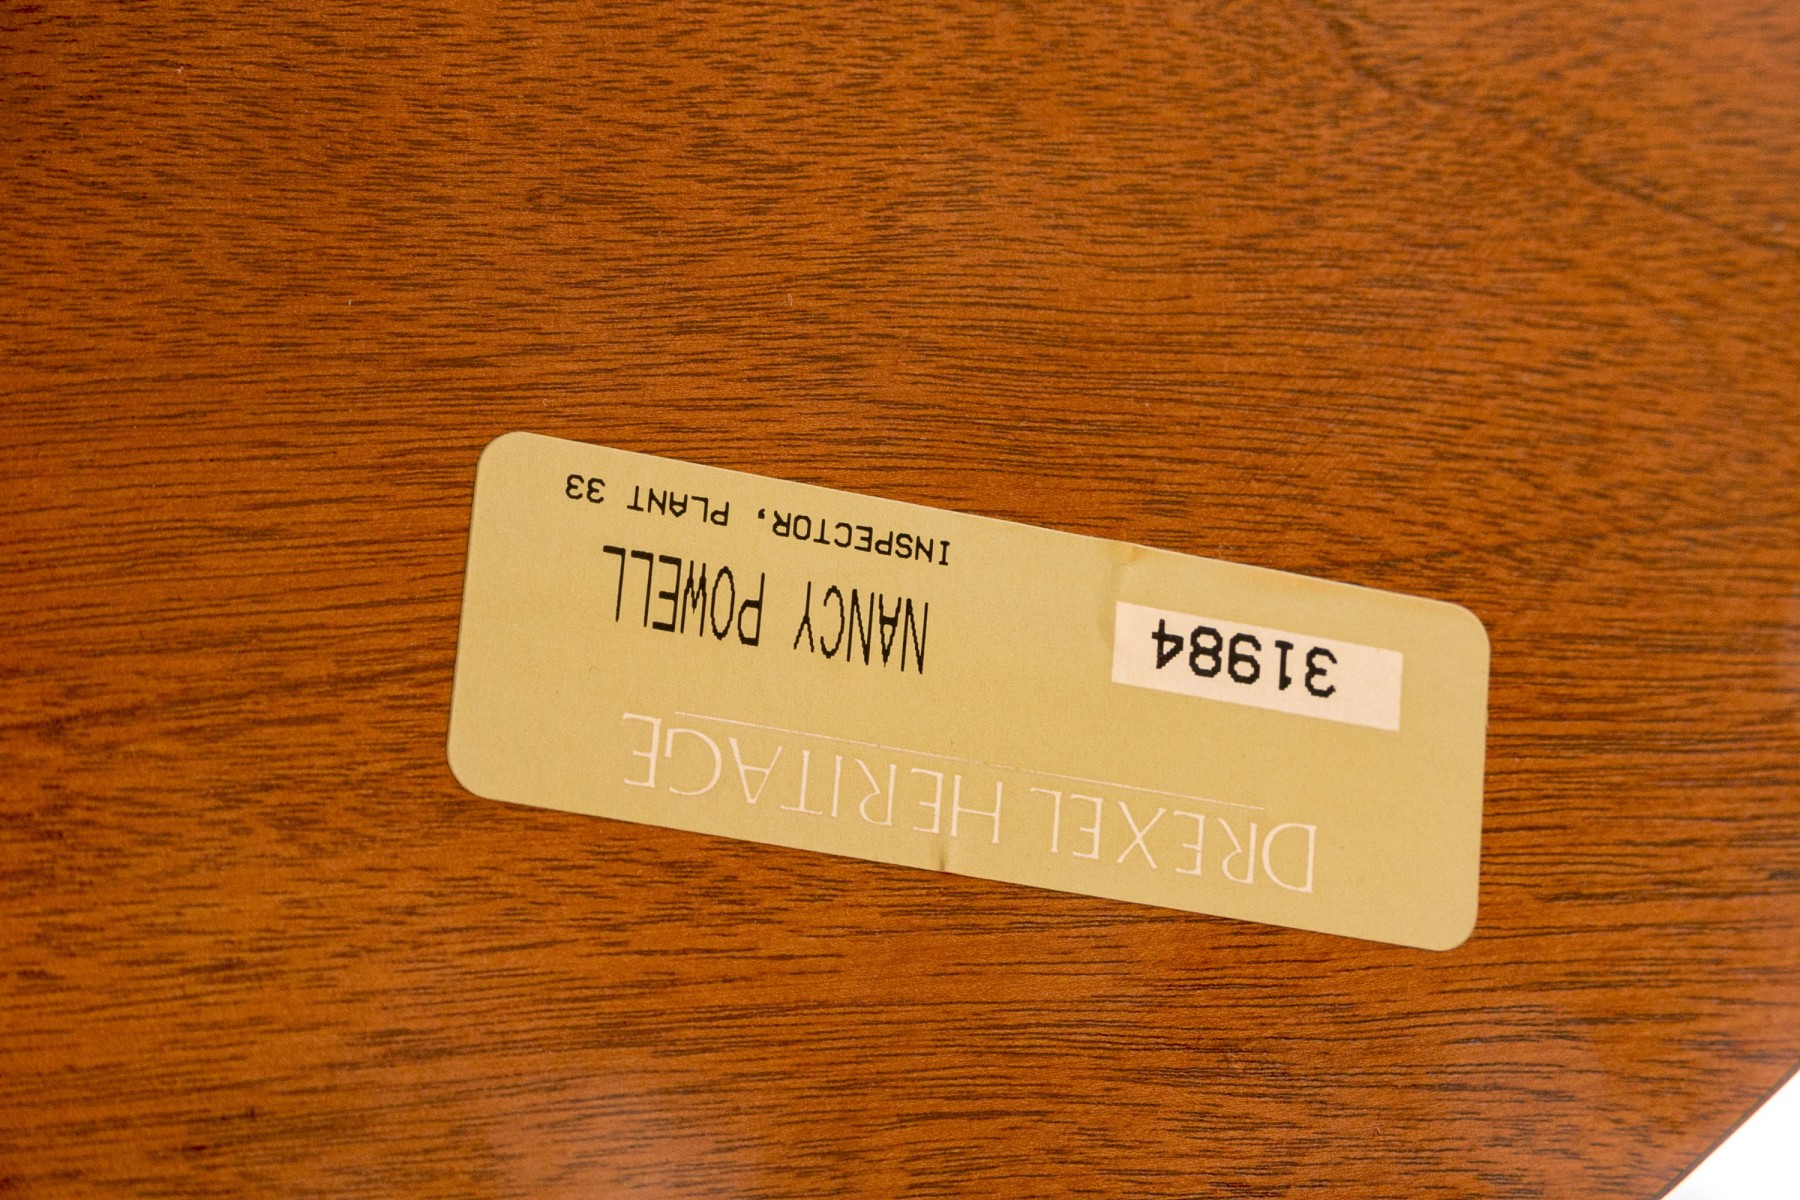 DREXEL HERITAGE
31984
NANCY POWELL
INSPECTOR, PLANT 33